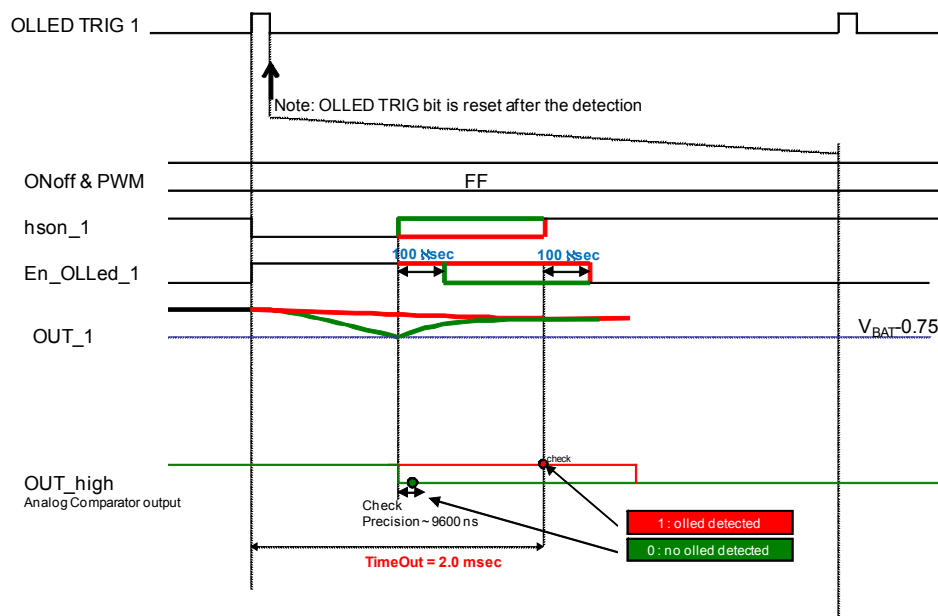 OLLED TRIG 1
Note: OLLED TRIG bit is reset after the detection
ONoff & PWM
FF
hson_1
100 sec
100 sec
En_OLLed_1
OUT_1
VBAT-0.75
check
OUT_high
Analog Comparator output
Check
Precision ~ 9600 ns
1 : olled detected
0 : no olled detected
TimeOut = 2.0 msec